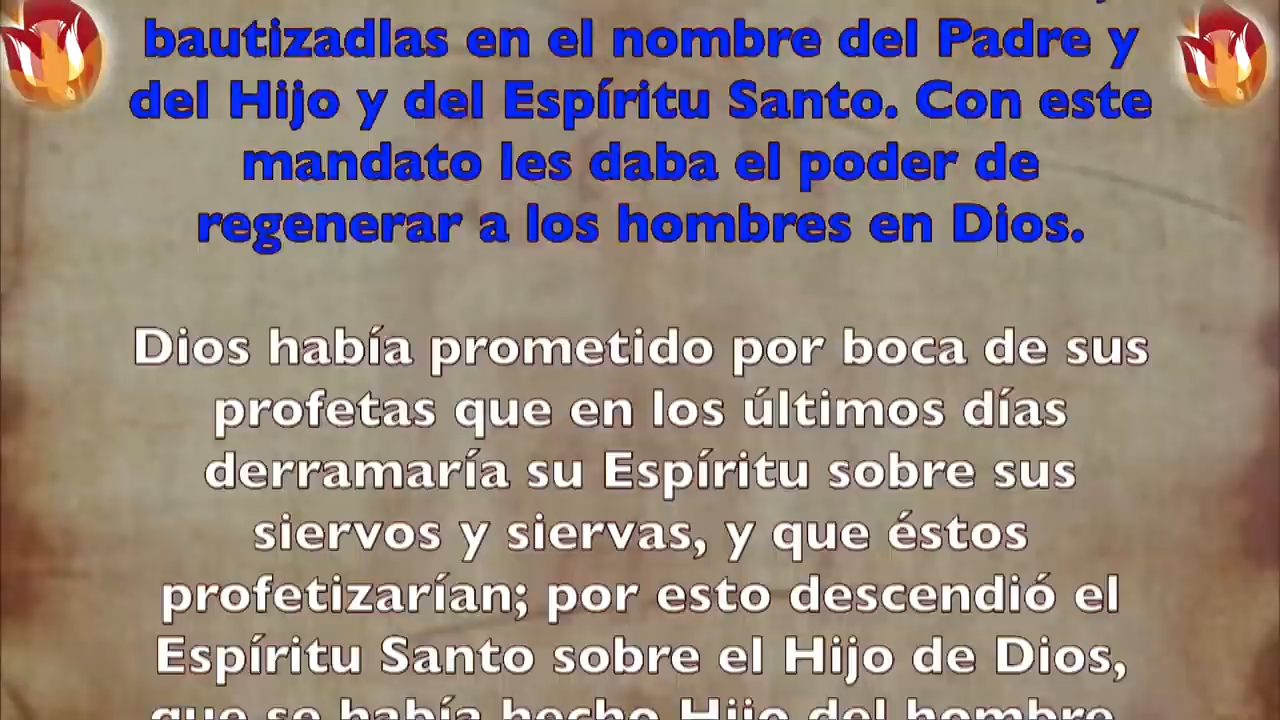 bautizadlas en el nombre del Padre y
del Hijo y del Espíritu Santo. Con este
mandato les daba el poder de
regenerar a los hombres en Dios.
Dios había prometido por boca de sus
profetas que en los últimos días
derramaría su Espíritu sobre sus
siervos y siervas, y que éstos
profetizarían; por esto descendió el
Espíritu Santo sobre el Hijo de Dios,
que se había hecho Hijo del hombre